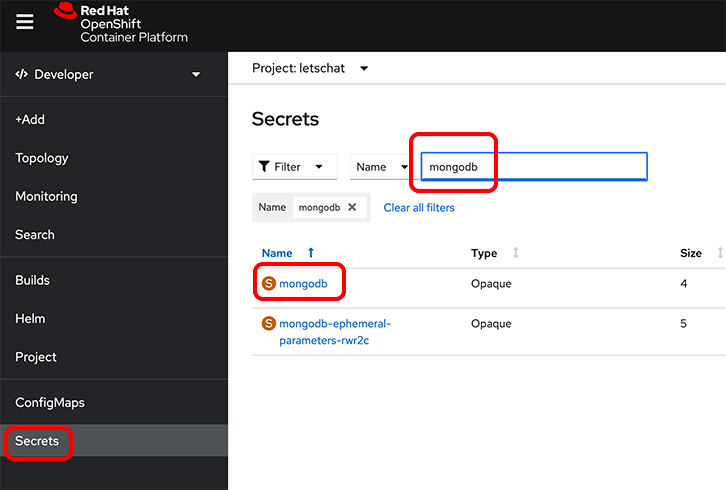 Red Hat
OpenShift
Container Platform
</> Developer
+Add
Topology
Monitoring
Search
Builds
Helm
Project
ConfigMaps
Secrets
Project: letschat
Secrets
Filter Name mongodb
Name mongodb Clear all filters
Name Type Size
S mongodb Opaque 4
S mongodb-ephemeral- Opaque 5
parameters-rwr2c